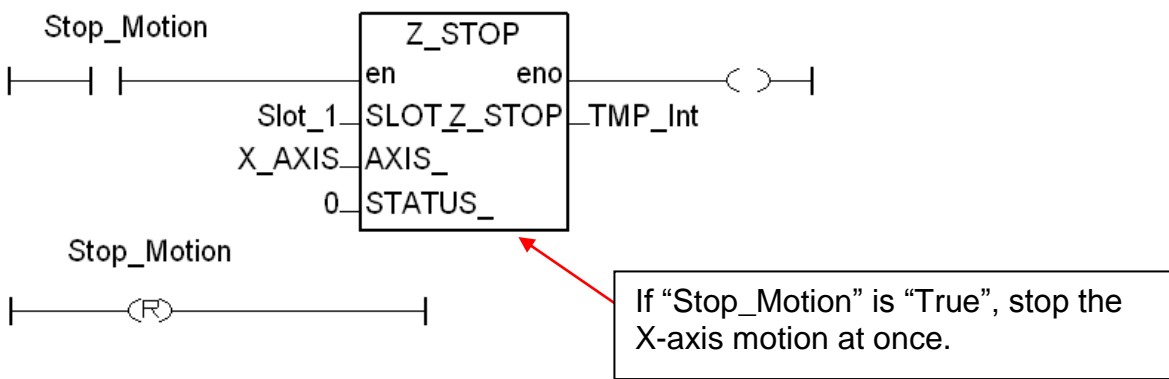 Stop_Motion
Z_STOP
en eno
Slot_1 SLOT_ Z_STOP TMP_Int
X_AXIS AXIS_
0 STATUS_
Stop_Motion
R
If “Stop_Motion” is “True”, stop the
X-axis motion at once.